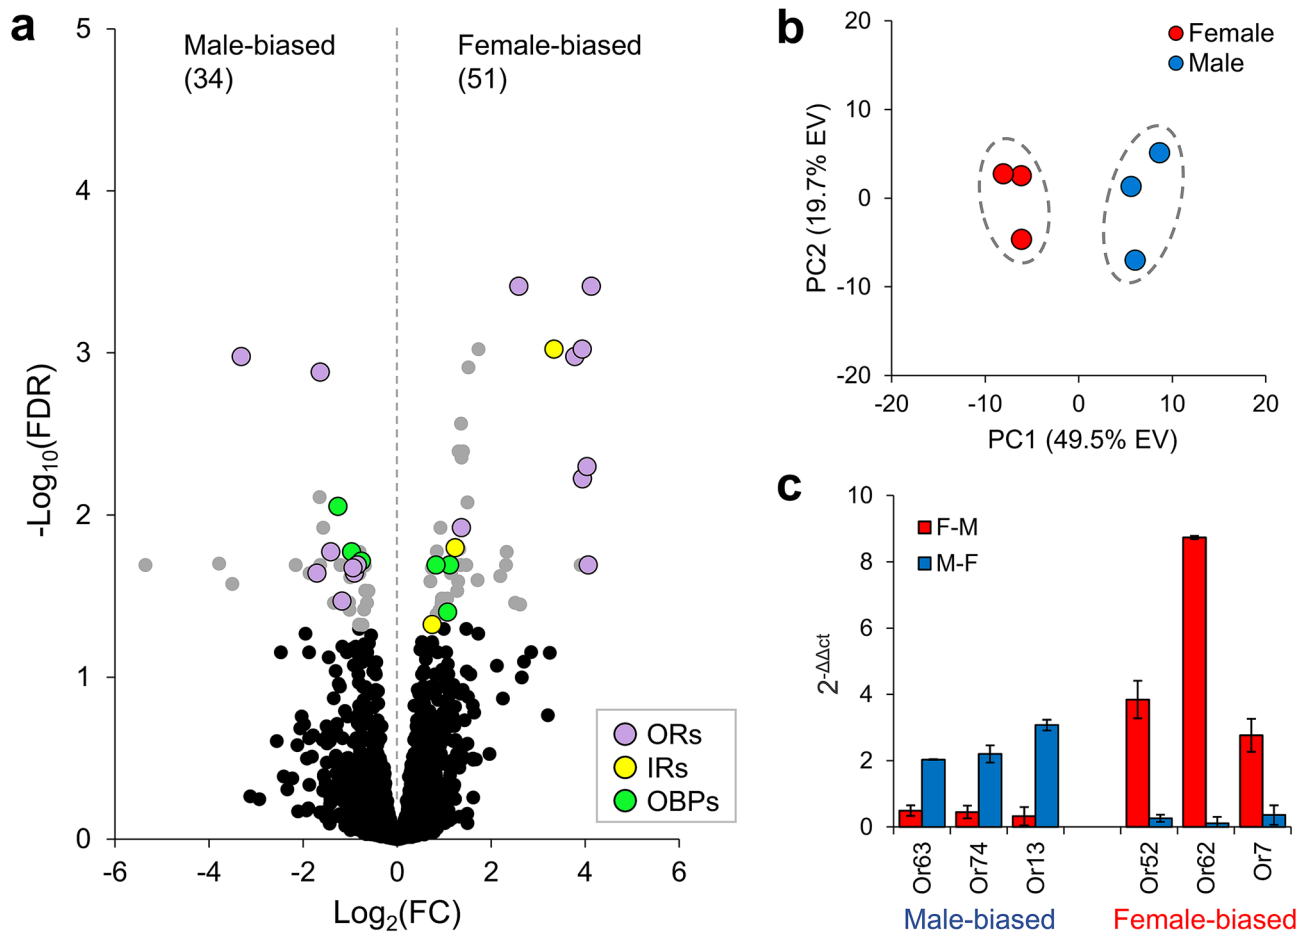 a
Male-biased
(34)
Female-biased
(51)
5
4
3
2
1
0
-Log10(FDR)
-6
-4
-2
0
2
4
6
Log2(FC)
ORs
IRs
OBPs
b
Female
Male
20
10
0
-10
-20
PC2 (19.7% EV)
-20
-10
0
10
20
PC1 (49.5% EV)
c
F-M
M-F
10
8
6
4
2
0
2-ΔΔct
Or63
Or74
Or13
Or52
Or62
Or7
Male-biased
Female-biased